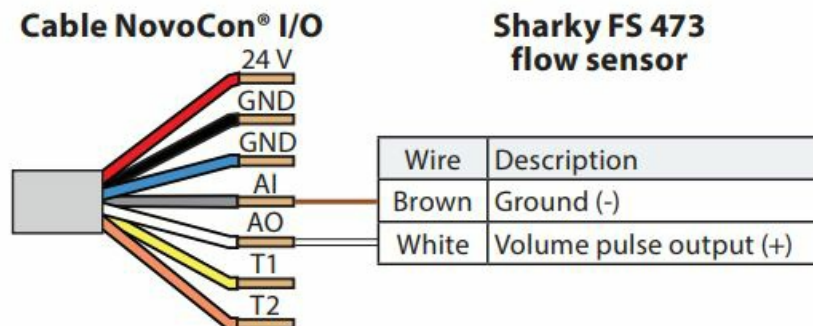 Cable NovoCon® I/O
Sharky FS 473
flow sensor
24 V
GND
GND
AI
AO
T1
T2
Wire Description
Brown Ground (-)
White Volume pulse output (+)